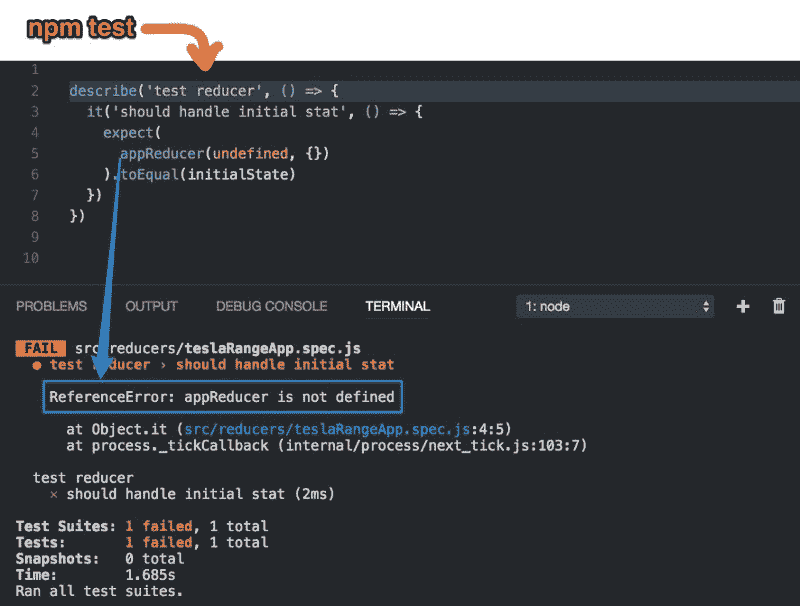 npm test
1
2 describe('test reducer', () => {
3 it('should handle initial stat', () => {
4 expect(
5 appReducer(undefined, {})
6 ).toEqual(initialState)
7 })
8 })
9
10
PROBLEMS OUTPUT DEBUG CONSOLE TERMINAL 1: node
FAIL src/reducers/teslaRangeApp.spec.js
● test reducer › should handle initial stat
ReferenceError: appReducer is not defined
at Object.it (src/reducers/teslaRangeApp.spec.js:4:5)
at process._tickCallback (internal/process/next_tick.js:103:7)
test reducer
× should handle initial stat (2ms)
Test Suites: 1 failed, 1 total
Tests: 1 failed, 1 total
Snapshots: 0 total
Time: 1.685s
Ran all test suites.